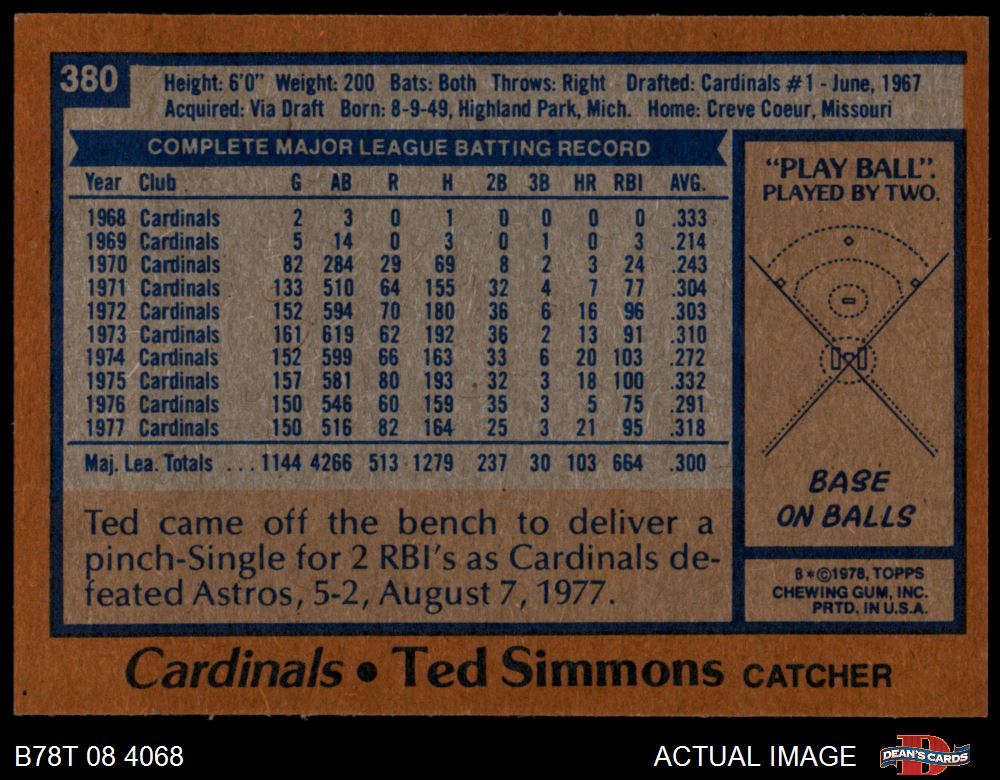 380
Height: 6'0" Weight: 200 Bats: Both Throws: Right Drafted: Cardinals #1 - June, 1967
Acquired: Via Draft Born: 8-9-49, Highland Park, Mich. Home: Creve Coeur, Missouri
COMPLETE MAJOR LEAGUE BATTING RECORD
Year Club G AB R H 2B 3B HR RBI AVG.
1968 Cardinals 2 3 0 1 0 0 0 0 .333
1969 Cardinals 5 14 0 3 0 1 0 3 .214
1970 Cardinals 82 284 29 69 8 2 3 24 .243
1971 Cardinals 133 510 64 155 32 4 7 77 .304
1972 Cardinals 152 594 70 180 36 6 16 96 .303
1973 Cardinals 161 619 62 192 36 2 13 91 .310
1974 Cardinals 152 599 66 163 33 6 20 103 .272
1975 Cardinals 157 581 80 193 32 3 18 100 .332
1976 Cardinals 150 546 60 159 35 3 5 75 .291
1977 Cardinals 150 516 82 164 25 3 21 95 .318
Maj. Lea. Totals ... 1144 4266 513 1279 237 30 103 664 .300
Ted came off the bench to deliver a
pinch-Single for 2 RBI's as Cardinals de-
feated Astros, 5-2, August 7, 1977.
"PLAY BALL":
PLAYED BY TWO.
BASE
ON BALLS
B*©1978, TOPPS
CHEWING GUM, INC.
PRTD. IN U.S.A.
Cardinals • Ted Simmons CATCHER
B78T 08 4068
ACTUAL IMAGE
DEAN'S CARDS